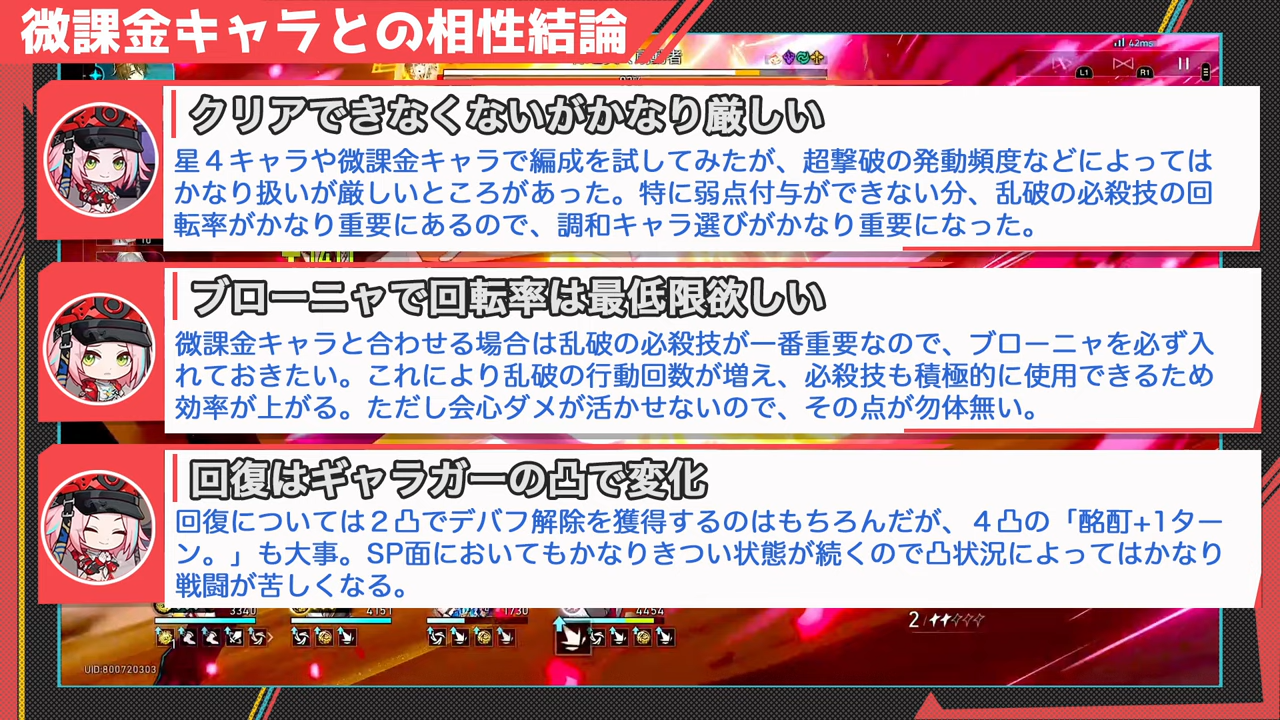 微課金キャラとの相性結論
42ms
L1
R1
クリアできなくないがかなり厳しい
星４キャラや微課金キャラで編成を試してみたが、超撃破の発動頻度などによっては
かなり扱いが厳しいところがあった。特に弱点付与ができない分、乱破の必殺技の回
転率がかなり重要にあるので、調和キャラ選びがかなり重要になった。
ブローニャで回転率は最低限欲しい
微課金キャラと合わせる場合は乱破の必殺技が一番重要なので、ブローニャを必ず入
れておきたい。これにより乱破の行動回数が増え、必殺技も積極的に使用できるため
効率が上がる。ただし会心ダメが活かせないので、その点が勿体無い。
回復はギャラガーの凸で変化
回復については２凸でデバフ解除を獲得するのはもちろんだが、４凸の「酩酊+1ター
ン。」も大事。SP面においてもかなりきつい状態が続くので凸状況によってはかなり
戦闘が苦しくなる。
3340
4151
1730
4454
2
UID:800720303